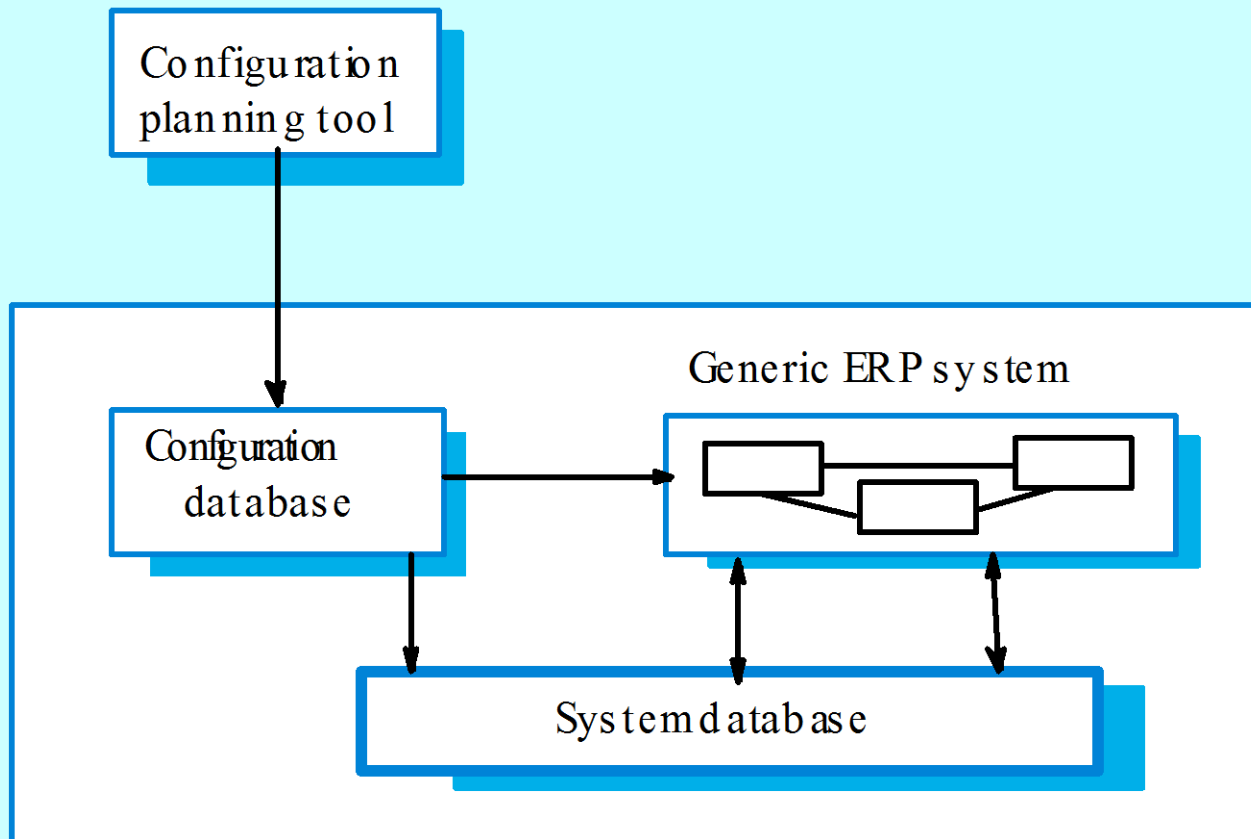 Configuration
planning tool
Generic ERP system
Configuration
database
System database